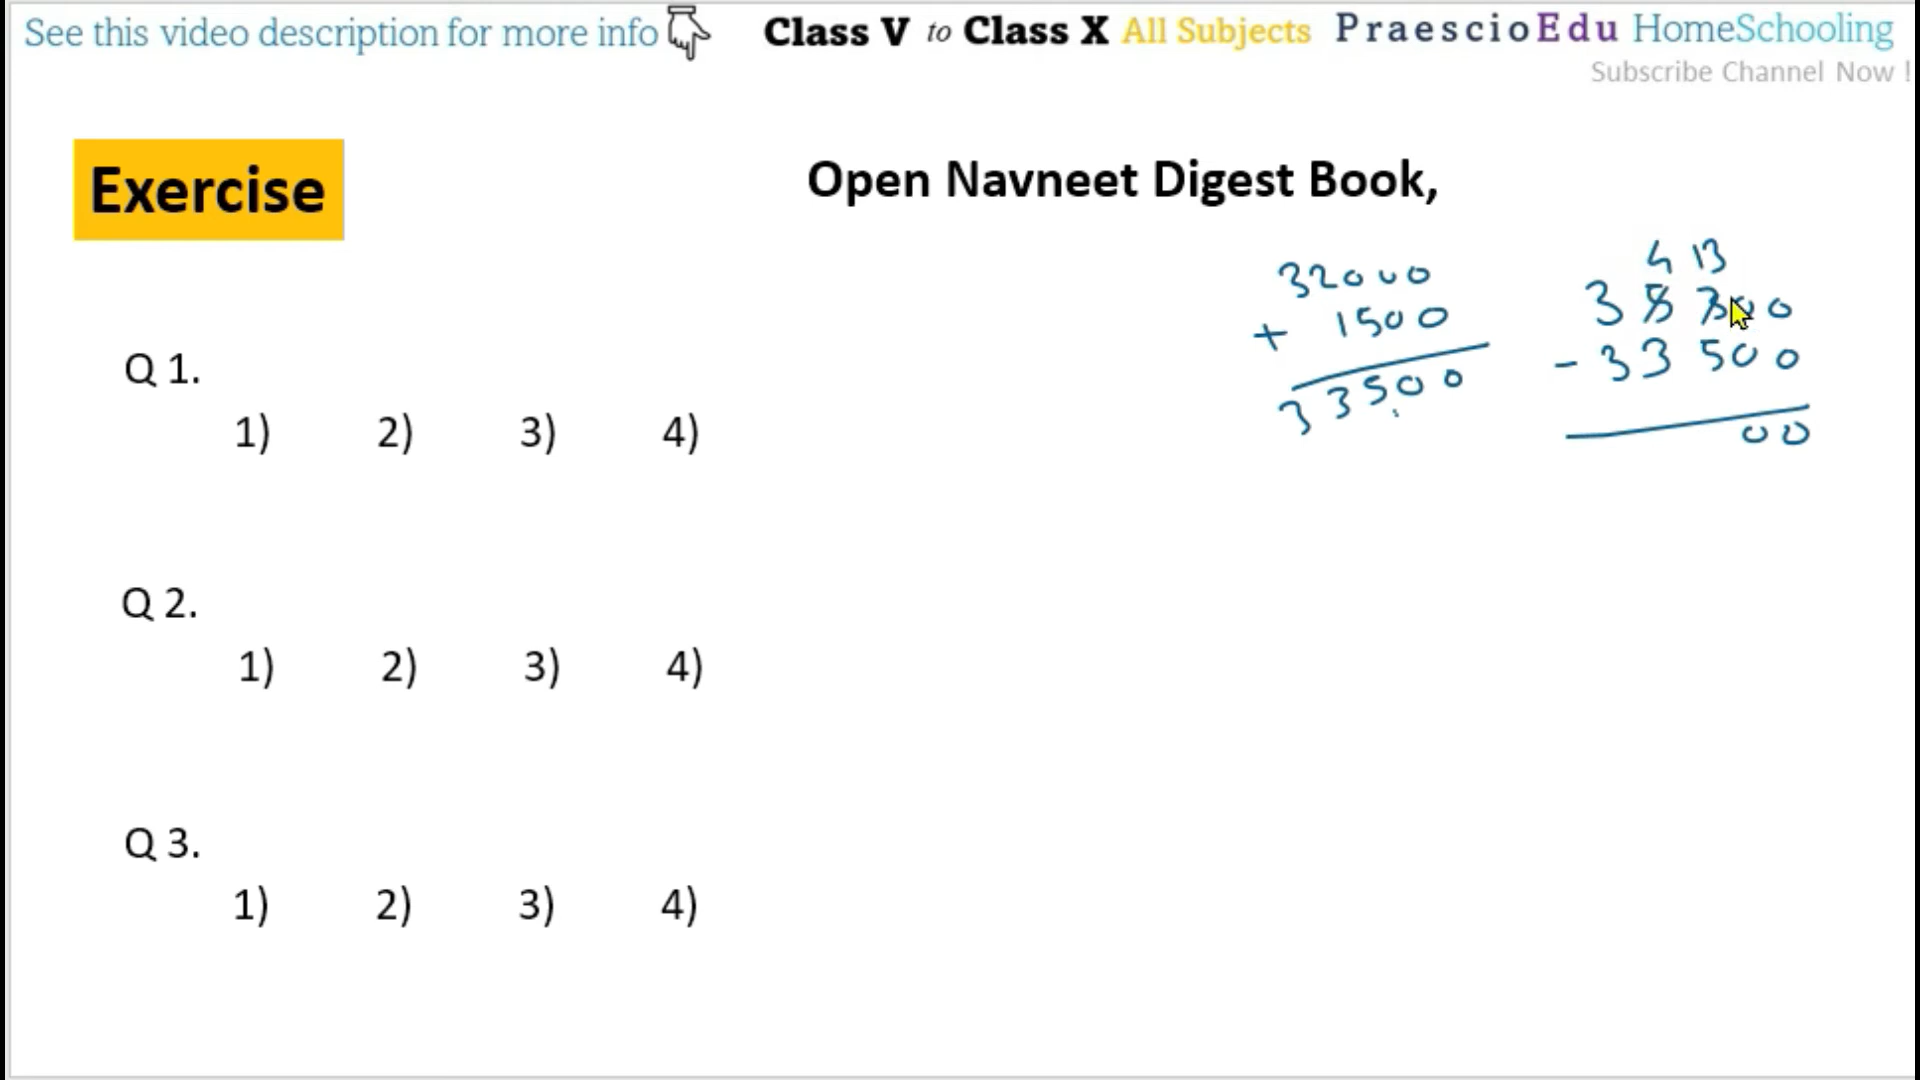 See this video description for more info Class V to Class X All Subjects PraescioEdu HomeSchooling
Subscribe Channel Now !
Exercise
Open Navneet Digest Book,
4 13
32000
35300
+ 1500
- 33500
33500
00
Q 1.
1) 2) 3) 4)
Q 2.
1) 2) 3) 4)
Q 3.
1) 2) 3) 4)